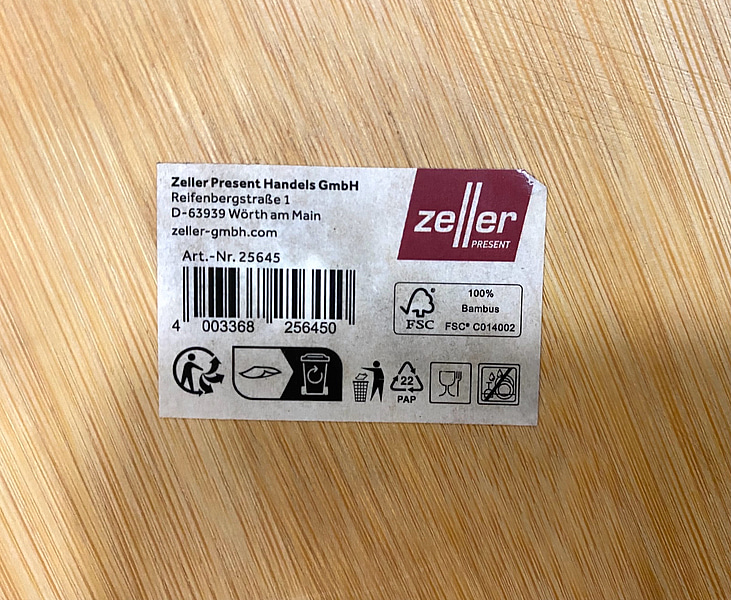 Zeller Present Handels GmbH
Reifenbergstraße 1
D-63939 Wörth am Main
zeller-gmbh.com
Art.-Nr. 25645
4 003368 256450
zeller
PRESENT
FSC
100%
Bambus
FSC® C014002
22
PAP